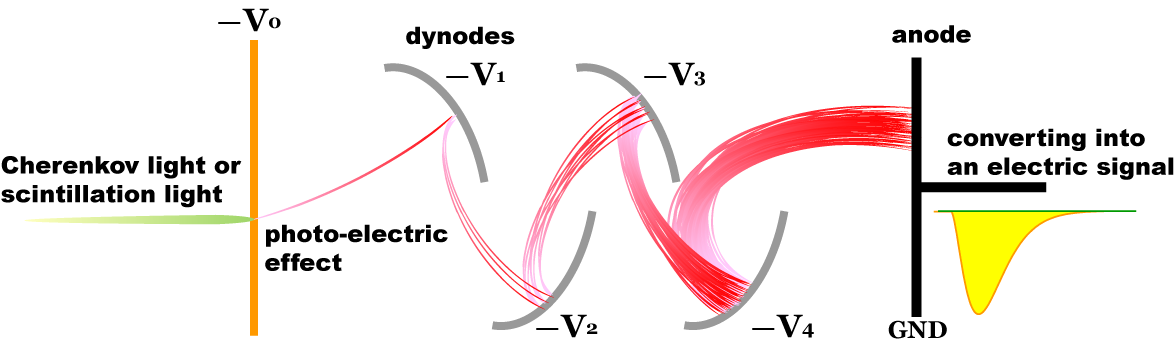 −V₀
dynodes
anode
−V₁
−V₃
converting into
an electric signal
Cherenkov light or
scintillation light
photo-electric
effect
−V₂
−V₄
GND